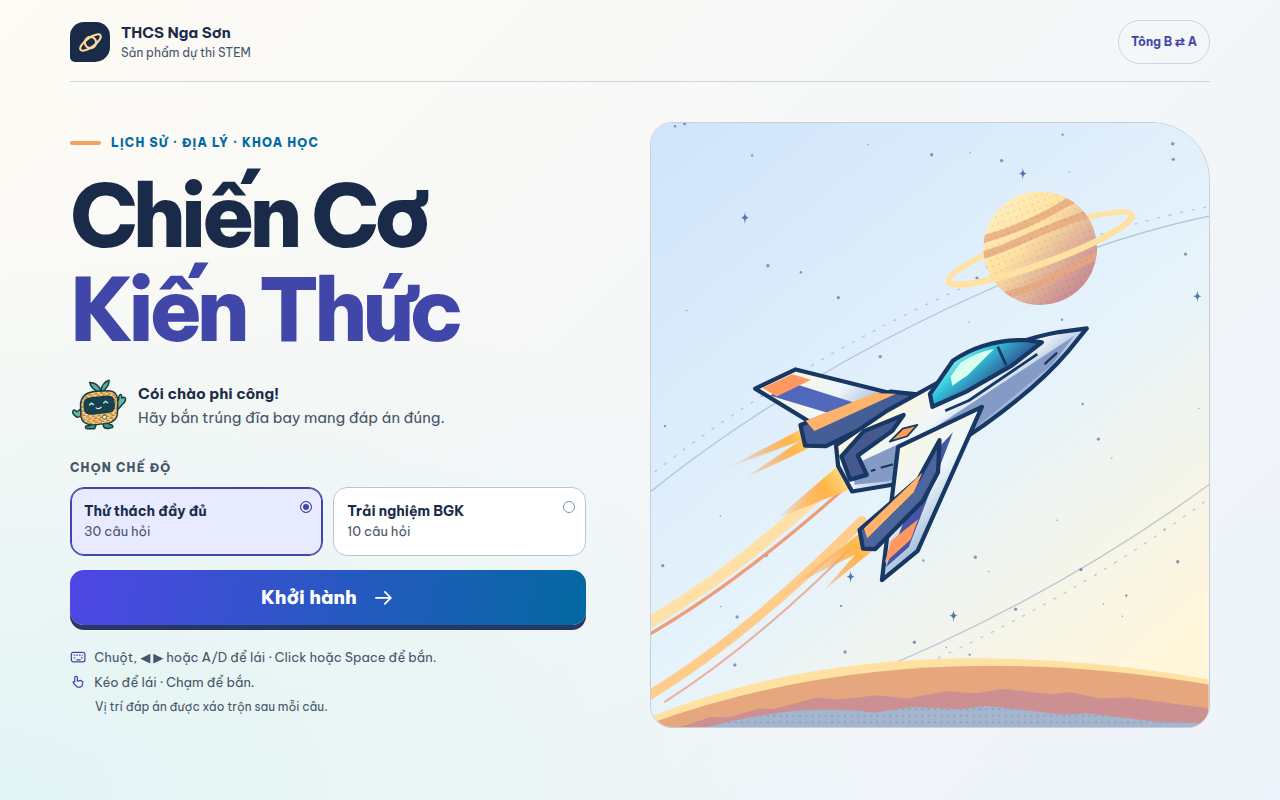 THCS Nga Sơn
Sản phẩm dự thi STEM
Tông B ⇄ A
LỊCH SỬ · ĐỊA LÝ · KHOA HỌC
Chiến Cơ
Kiến Thức
Cói chào phi công!
Hãy bắn trúng đĩa bay mang đáp án đúng.
CHỌN CHẾ ĐỘ
Thử thách đầy đủ
30 câu hỏi
Trải nghiệm BGK
10 câu hỏi
Khởi hành →
Chuột, ◀ ▶ hoặc A/D để lái · Click hoặc Space để bắn.
Kéo để lái · Chạm để bắn.
Vị trí đáp án được xáo trộn sau mỗi câu.